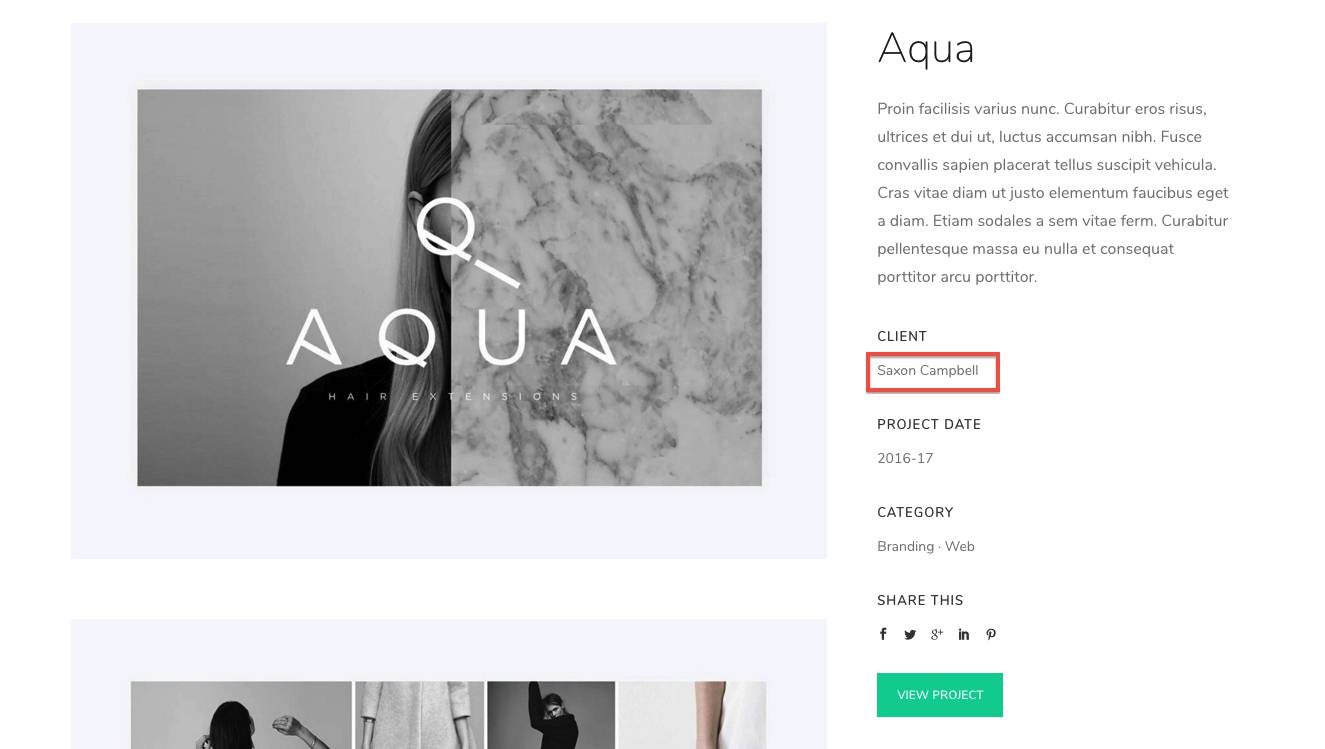 Q
AQUA
HAIR EXTENSIONS
Aqua
Proin facilisis varius nunc. Curabitur eros risus,
ultrices et dui ut, luctus accumsan nibh. Fusce
convallis sapien placerat tellus suscipit vehicula.
Cras vitae diam ut justo elementum faucibus eget
a diam. Etiam sodales a sem vitae ferm. Curabitur
pellentesque massa eu nulla et consequat
porttitor arcu porttitor.
CLIENT
Saxon Campbell
PROJECT DATE
2016-17
CATEGORY
Branding · Web
SHARE THIS
VIEW PROJECT